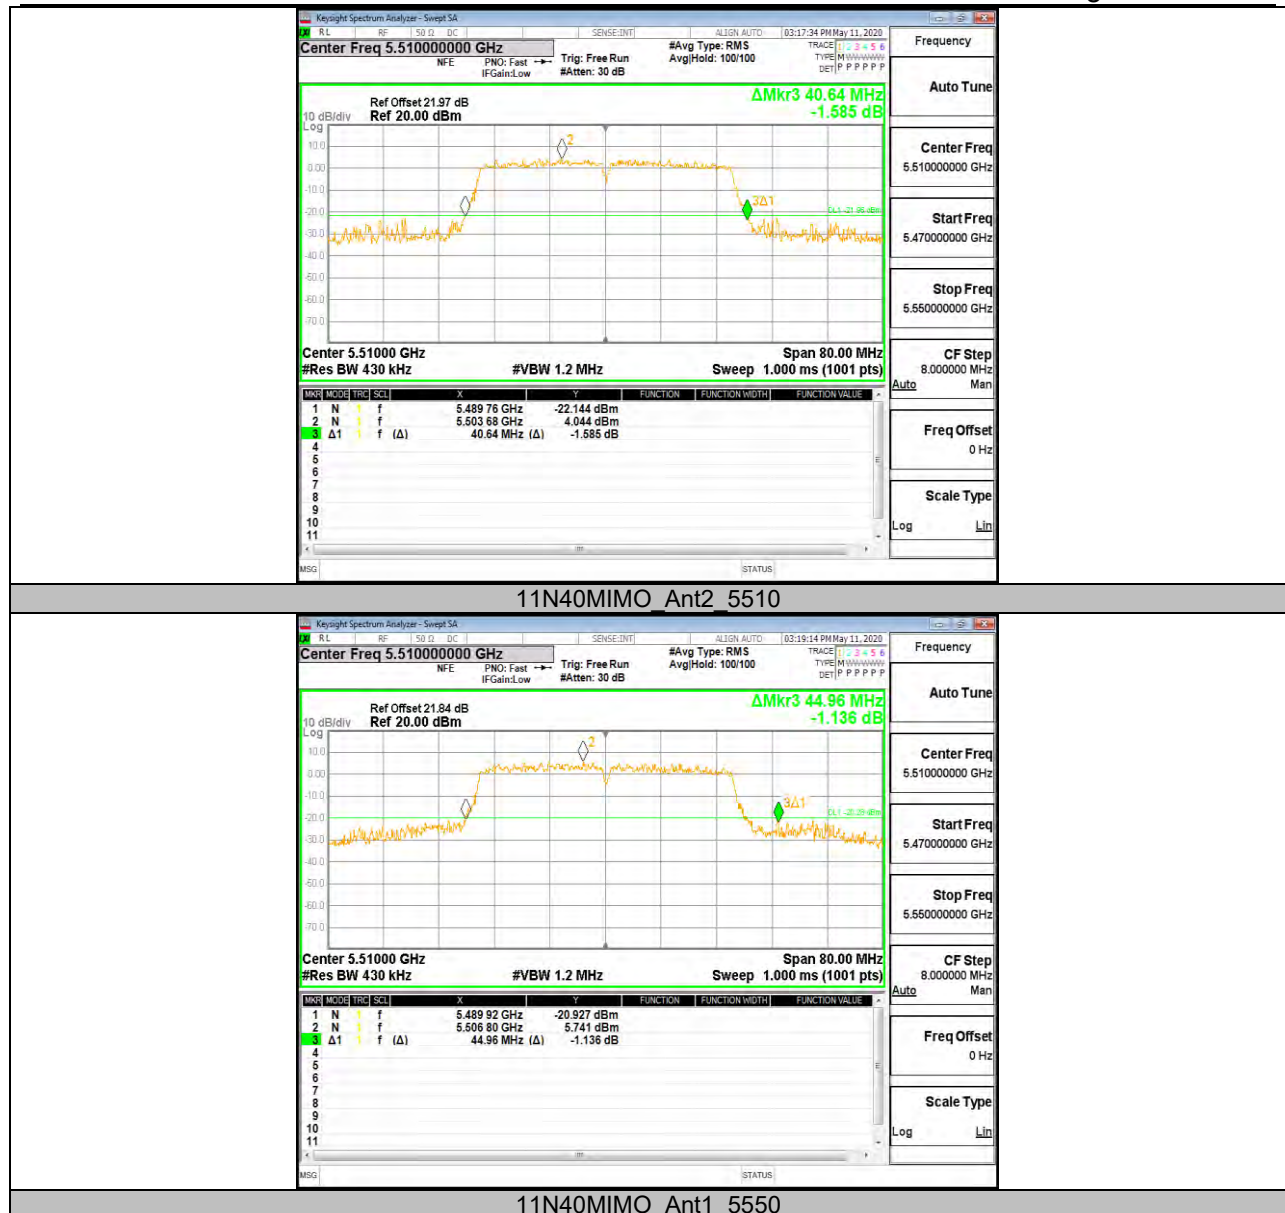 Keysight Spectrum Analyzer - Swept SA
RL RF 50 Ω DC SENSE:INT ALIGN AUTO 03:17:34 PM May 11, 2020
Center Freq 5.510000000 GHz
NFE PNO: Fast Trig: Free Run #Avg Type: RMS TRACE 1 2 3 4 5 6
IFGain:Low #Atten: 30 dB Avg|Hold: 100/100 TYPE M WWWWW
DET P P P P P P
Frequency
Ref Offset 21.97 dB
10 dB/div Ref 20.00 dBm
ΔMkr3 40.64 MHz
-1.585 dB
Log
10.0
0.00
-10.0
-20.0
-30.0
-40.0
-50.0
-60.0
-70.0
2
3Δ1
Center 5.51000 GHz Span 80.00 MHz
#Res BW 430 kHz #VBW 1.2 MHz Sweep 1.000 ms (1001 pts)
MKR MODE TRC SCL X Y FUNCTION FUNCTION WIDTH FUNCTION VALUE
1 N 1 f 5.489 76 GHz -22.144 dBm
2 N 1 f 5.503 68 GHz 4.044 dBm
3 Δ1 1 f (Δ) 40.64 MHz (Δ) -1.585 dB
4
5
6
7
8
9
10
11
MSG STATUS
Auto Tune
Center Freq
5.510000000 GHz
Start Freq
5.470000000 GHz
Stop Freq
5.550000000 GHz
CF Step
8.000000 MHz
Auto Man
Freq Offset
0 Hz
Scale Type
Log Lin
11N40MIMO_Ant2_5510
Keysight Spectrum Analyzer - Swept SA
RL RF 50 Ω DC SENSE:INT ALIGN AUTO 03:19:14 PM May 11, 2020
Center Freq 5.510000000 GHz
NFE PNO: Fast Trig: Free Run #Avg Type: RMS TRACE 1 2 3 4 5 6
IFGain:Low #Atten: 30 dB Avg|Hold: 100/100 TYPE M WWWWW
DET P P P P P P
Frequency
Ref Offset 21.84 dB
10 dB/div Ref 20.00 dBm
ΔMkr3 44.96 MHz
-1.136 dB
Log
10.0
0.00
-10.0
-20.0
-30.0
-40.0
-50.0
-60.0
-70.0
2
3Δ1
Center 5.51000 GHz Span 80.00 MHz
#Res BW 430 kHz #VBW 1.2 MHz Sweep 1.000 ms (1001 pts)
MKR MODE TRC SCL X Y FUNCTION FUNCTION WIDTH FUNCTION VALUE
1 N 1 f 5.489 92 GHz -20.927 dBm
2 N 1 f 5.506 80 GHz 5.741 dBm
3 Δ1 1 f (Δ) 44.96 MHz (Δ) -1.136 dB
4
5
6
7
8
9
10
11
MSG STATUS
Auto Tune
Center Freq
5.510000000 GHz
Start Freq
5.470000000 GHz
Stop Freq
5.550000000 GHz
CF Step
8.000000 MHz
Auto Man
Freq Offset
0 Hz
Scale Type
Log Lin
11N40MIMO_Ant1_5550